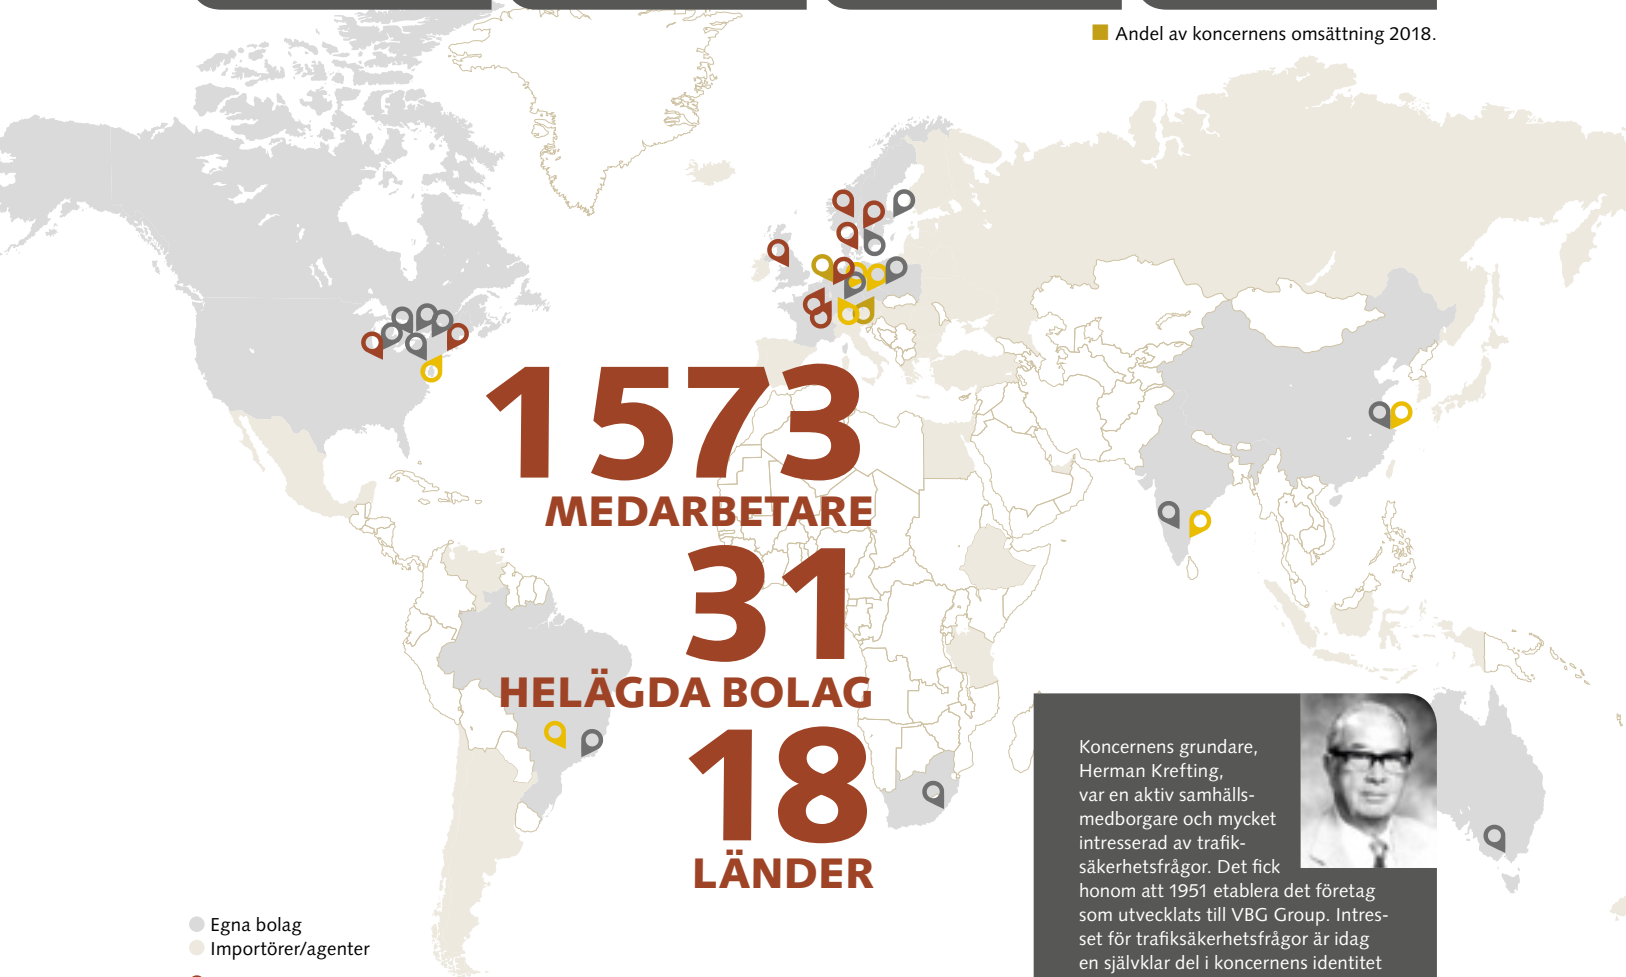 Andel av koncernens omsättning 2018.
1573
MEDARBETARE
31
HELÄGDA BOLAG
18
LÄNDER
Egna bolag
Importörer/agenter
Koncernens grundare,
Herman Krefting,
var en aktiv samhälls-
medborgare och mycket
intresserad av trafik-
säkerhetsfrågor. Det fick
honom att 1951 etablera det företag
som utvecklats till VBG Group. Intres-
set för trafiksäkerhetsfrågor är idag
en självklar del i koncernens identitet